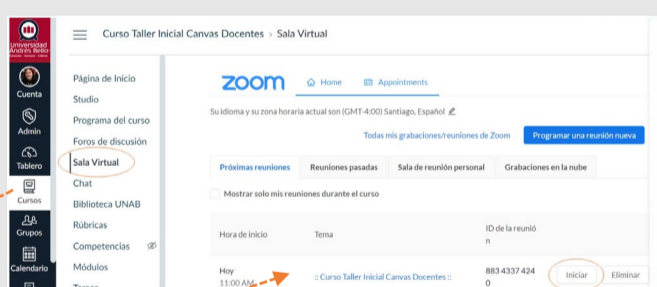 Universidad
Andrés Bello
Curso Taller Inicial Canvas Docentes › Sala Virtual
Cuenta
Admin
Tablero
Cursos
Grupos
Calendario
Página de Inicio
Studio
Programa del curso
Foros de discusión
Sala Virtual
Chat
Biblioteca UNAB
Rúbricas
Competencias
Módulos
zoom
Home
Appointments
Su idioma y su zona horaria actual son (GMT-4:00) Santiago, Español
Todas mis grabaciones/reuniones de Zoom
Programar una reunión nueva
Próximas reuniones
Reuniones pasadas
Sala de reunión personal
Grabaciones en la nube
Mostrar solo mis reuniones durante el curso
Hora de inicio
Tema
ID de la reunió
n
Hoy
11:00 AM
:: Curso Taller Inicial Canvas Docentes ::
883 4337 424
0
Iniciar
Eliminar